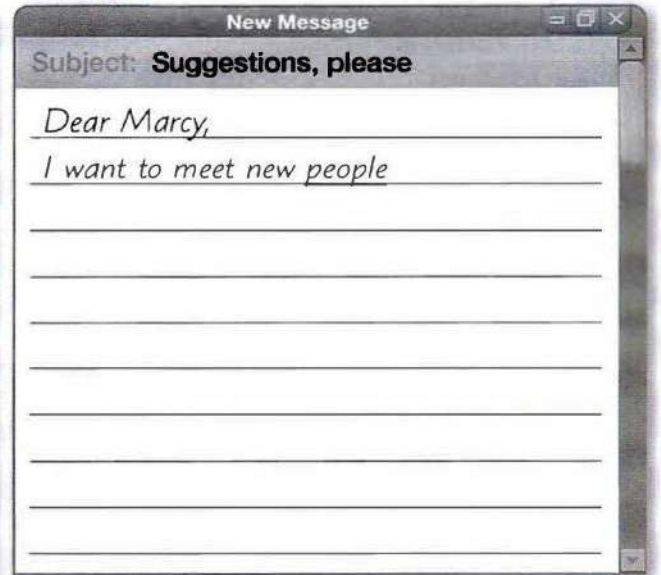 New Message
Subject: Suggestions, please
Dear Marcy,
I want to meet new people